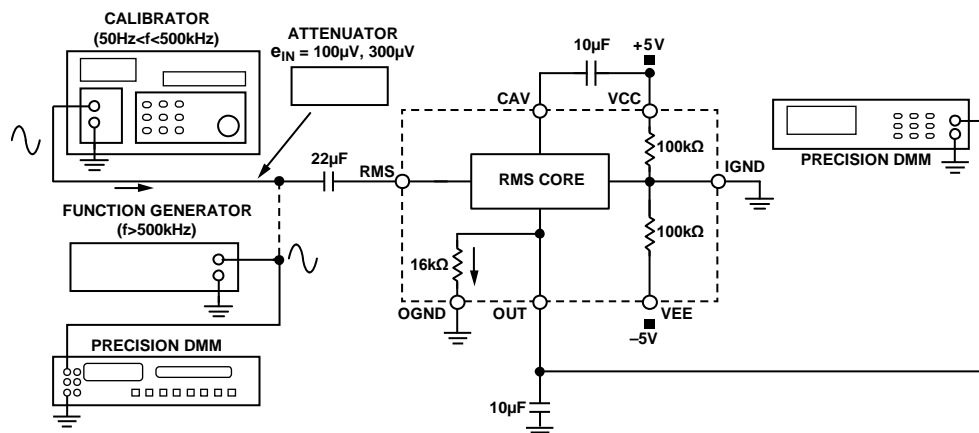 CALIBRATOR
(50Hz<f<500kHz)
ATTENUATOR
eIN = 100µV, 300µV
10µF
+5V
CAV
VCC
100kΩ
PRECISION DMM
22µF
RMS
RMS CORE
IGND
FUNCTION GENERATOR
(f>500kHz)
16kΩ
100kΩ
OGND
OUT
VEE
–5V
PRECISION DMM
10µF